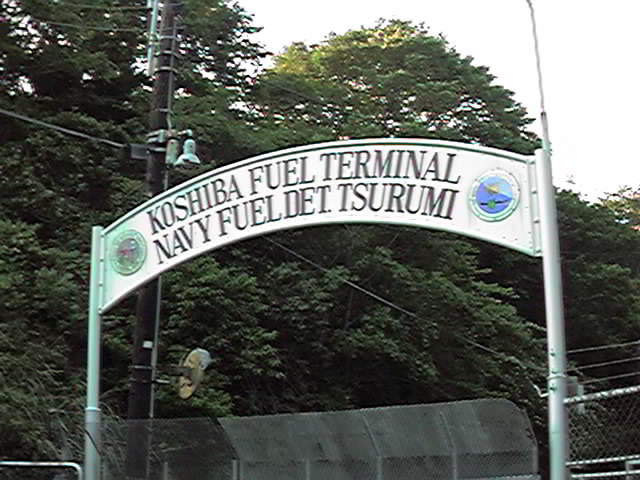 KOSHIBA FUEL TERMINAL
NAVY FUEL DET. TSURUMI